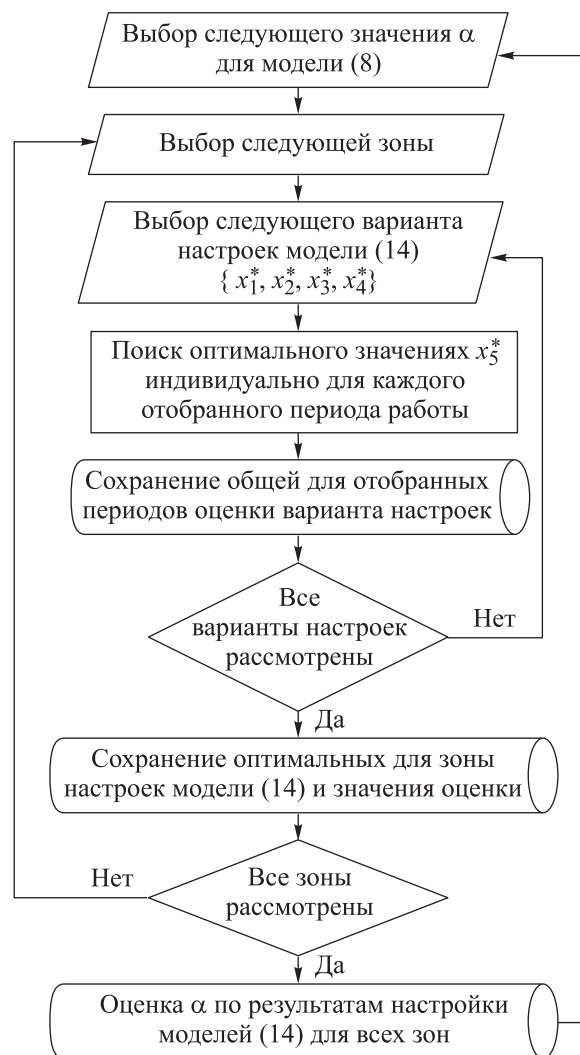 Выбор следующего значения α
для модели (8)
Выбор следующей зоны
Выбор следующего варианта
настроек модели (14)
{ x₁*, x₂*, x₃*, x₄*}
Поиск оптимального значениях x₅*
индивидуально для каждого
отобранного периода работы
Сохранение общей для отобранных
периодов оценки варианта настроек
Все
варианты настроек
рассмотрены
Нет
Да
Сохранение оптимальных для зоны
настроек модели (14) и значения оценки
Нет
Все зоны
рассмотрены
Да
Оценка α по результатам настройки
моделей (14) для всех зон